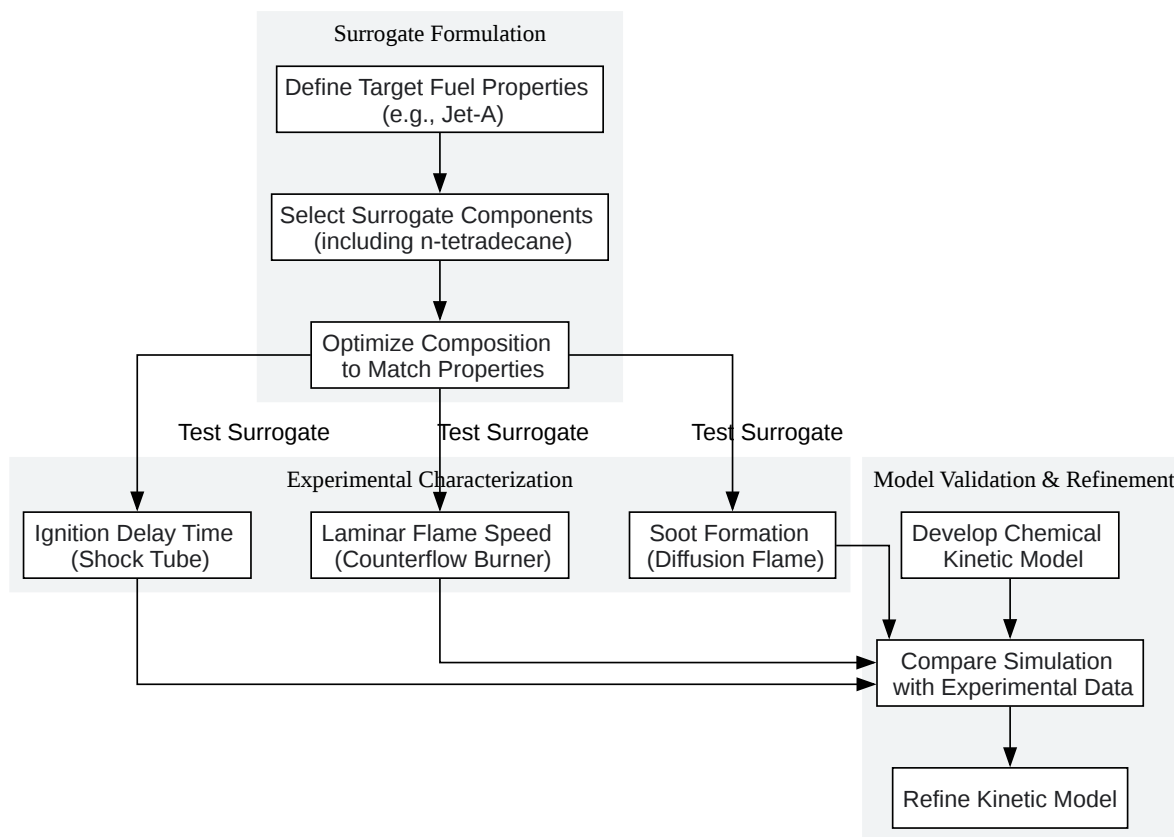 Surrogate Formulation
Define Target Fuel Properties
(e.g., Jet-A)
Select Surrogate Components
(including n-tetradecane)
Optimize Composition
to Match Properties
Test Surrogate
Test Surrogate
Test Surrogate
Experimental Characterization
Ignition Delay Time
(Shock Tube)
Laminar Flame Speed
(Counterflow Burner)
Soot Formation
(Diffusion Flame)
Model Validation & Refinement
Develop Chemical
Kinetic Model
Compare Simulation
with Experimental Data
Refine Kinetic Model